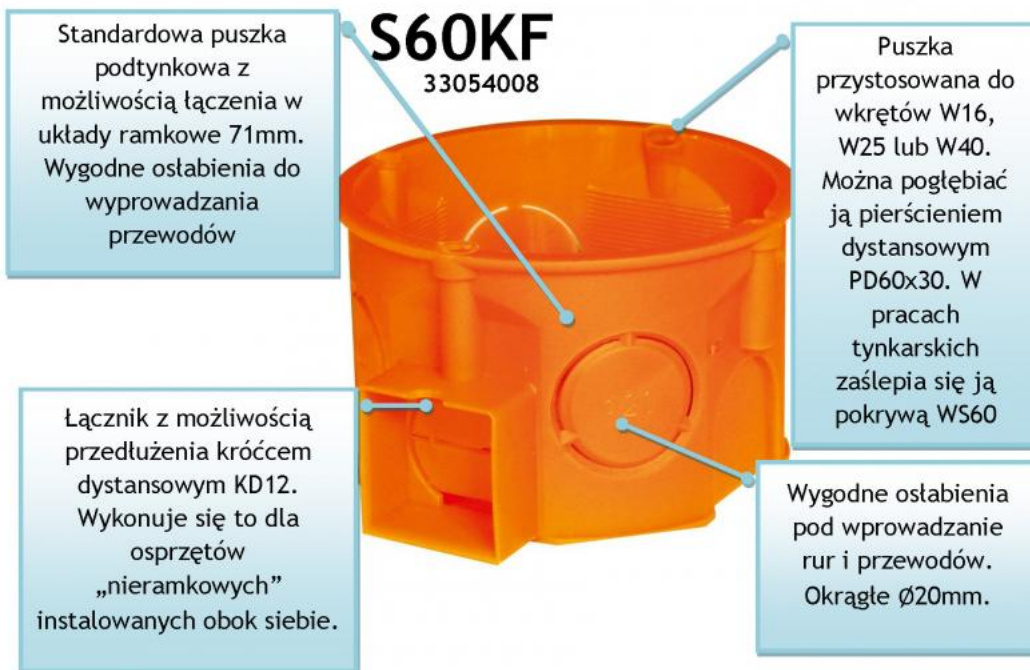 S60KF
33054008
Standardowa puszka
podtynkowa z
możliwością łączenia w
układy ramkowe 71mm.
Wygodne osłabienia do
wyprowadzania
przewodów
Puszka
przystosowana do
wkrętów W16,
W25 lub W40.
Można pogłębiać
ją pierścieniem
dystansowym
PD60x30. W
pracach
tynkarskich
zaślepia się ją
pokrywą WS60
Łącznik z możliwością
przedłużenia króćcem
dystansowym KD12.
Wykonuje się to dla
osprzętów
„nieramkowych”
instalowanych obok siebie.
Wygodne osłabienia
pod wprowadzanie
rur i przewodów.
Okrągłe Ø20mm.